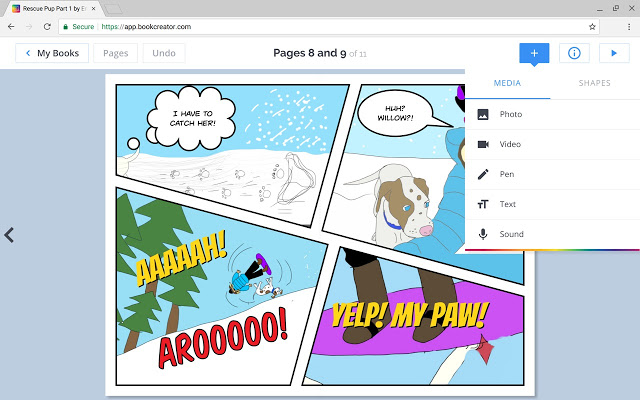 Rescue Pup Part 1 by Er
Secure https://app.bookcreator.com
My Books Pages Undo Pages 8 and 9 of 11
MEDIA SHAPES
Photo
Video
Pen
Text
Sound
I HAVE TO
CATCH HER!
HUH?
WILLOW?!
AAAAAH!
AROOOOO!
YELP! MY PAW!